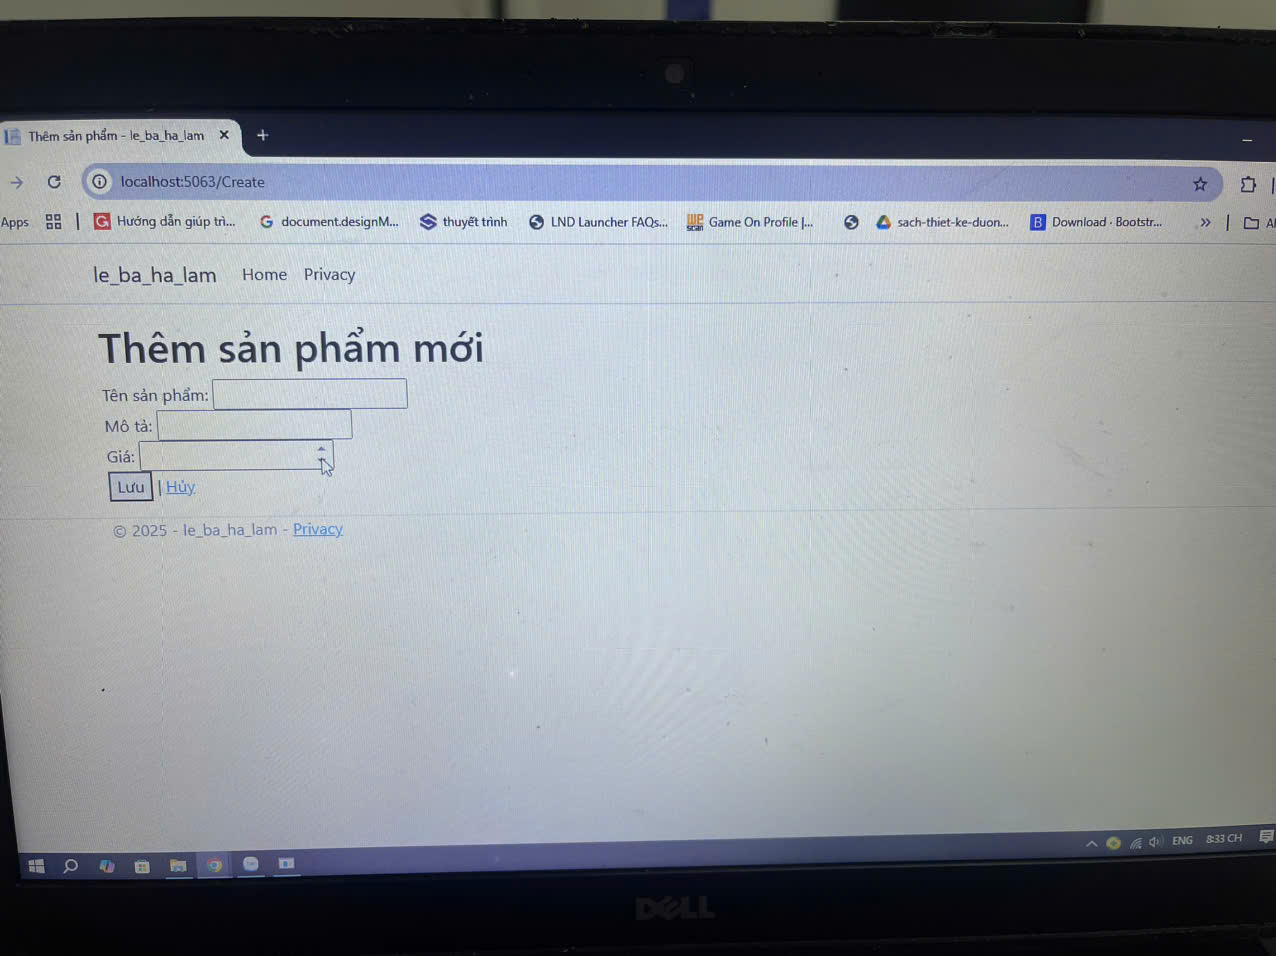 Thêm sản phẩm - le_ba_ha_lam
localhost:5063/Create
Apps Hướng dẫn giúp trì... document.designM... thuyết trình LND Launcher FAQs... Game On Profile |... sach-thiet-ke-duon... Download · Bootstr...
le_ba_ha_lam Home Privacy
Thêm sản phẩm mới
Tên sản phẩm:
Mô tả:
Giá:
Lưu | Hủy
© 2025 - le_ba_ha_lam - Privacy
ENG 8:33 CH
DELL